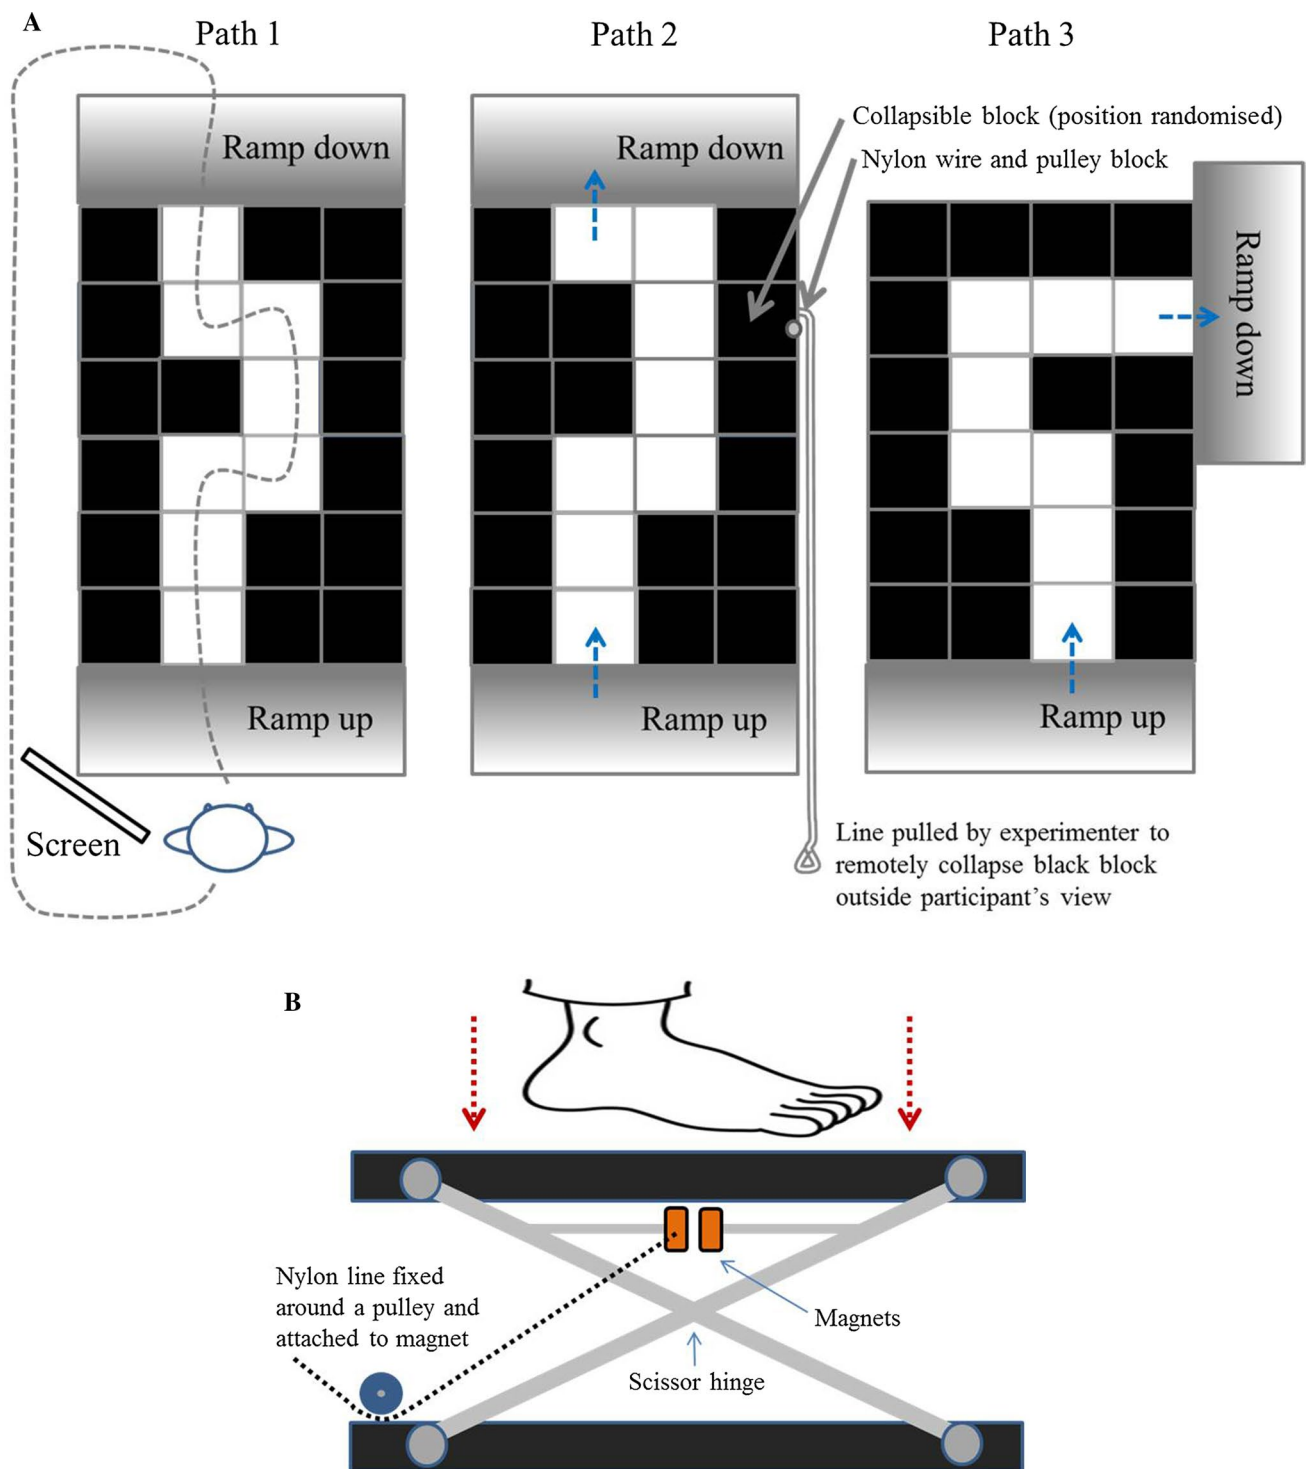 A
Path 1
Path 2
Path 3
Ramp down
Ramp down
Collapsible block (position randomised)
Nylon wire and pulley block
Ramp down
Ramp up
Ramp up
Ramp up
Screen
Line pulled by experimenter to
remotely collapse black block
outside participant's view
B
Nylon line fixed
around a pulley and
attached to magnet
Magnets
Scissor hinge